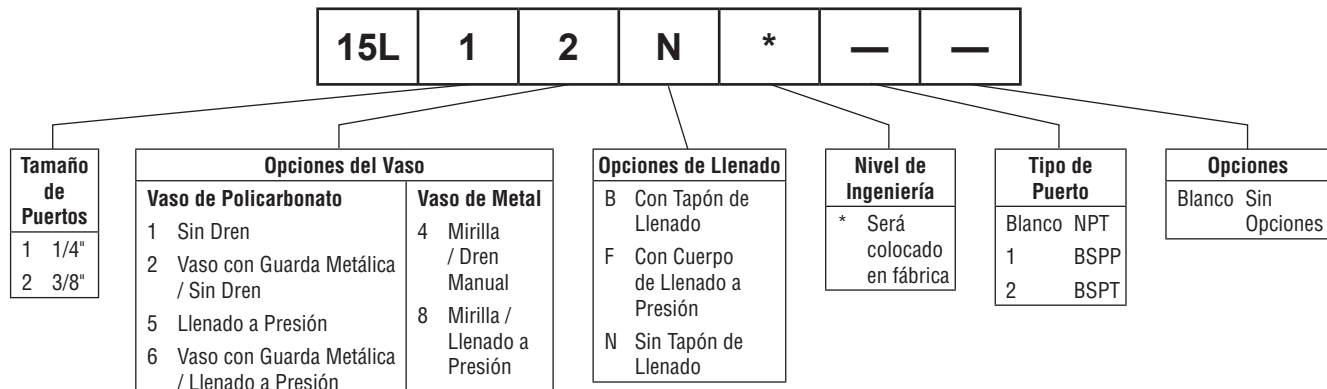 15L 1 2 N * — —
Tamaño
de
Puertos
1 1/4"
2 3/8"
Opciones del Vaso
Vaso de Policarbonato
1 Sin Dren
2 Vaso con Guarda Metálica
/ Sin Dren
5 Llenado a Presión
6 Vaso con Guarda Metálica
/ Llenado a Presión
Vaso de Metal
4 Mirilla
/ Dren
Manual
8 Mirilla /
Llenado a
Presión
Opciones de Llenado
B Con Tapón de
Llenado
F Con Cuerpo
de Llenado a
Presión
N Sin Tapón de
Llenado
Nivel de
Ingeniería
* Será
colocado
en fábrica
Tipo de
Puerto
Blanco NPT
1 BSPP
2 BSPT
Opciones
Blanco Sin
Opciones